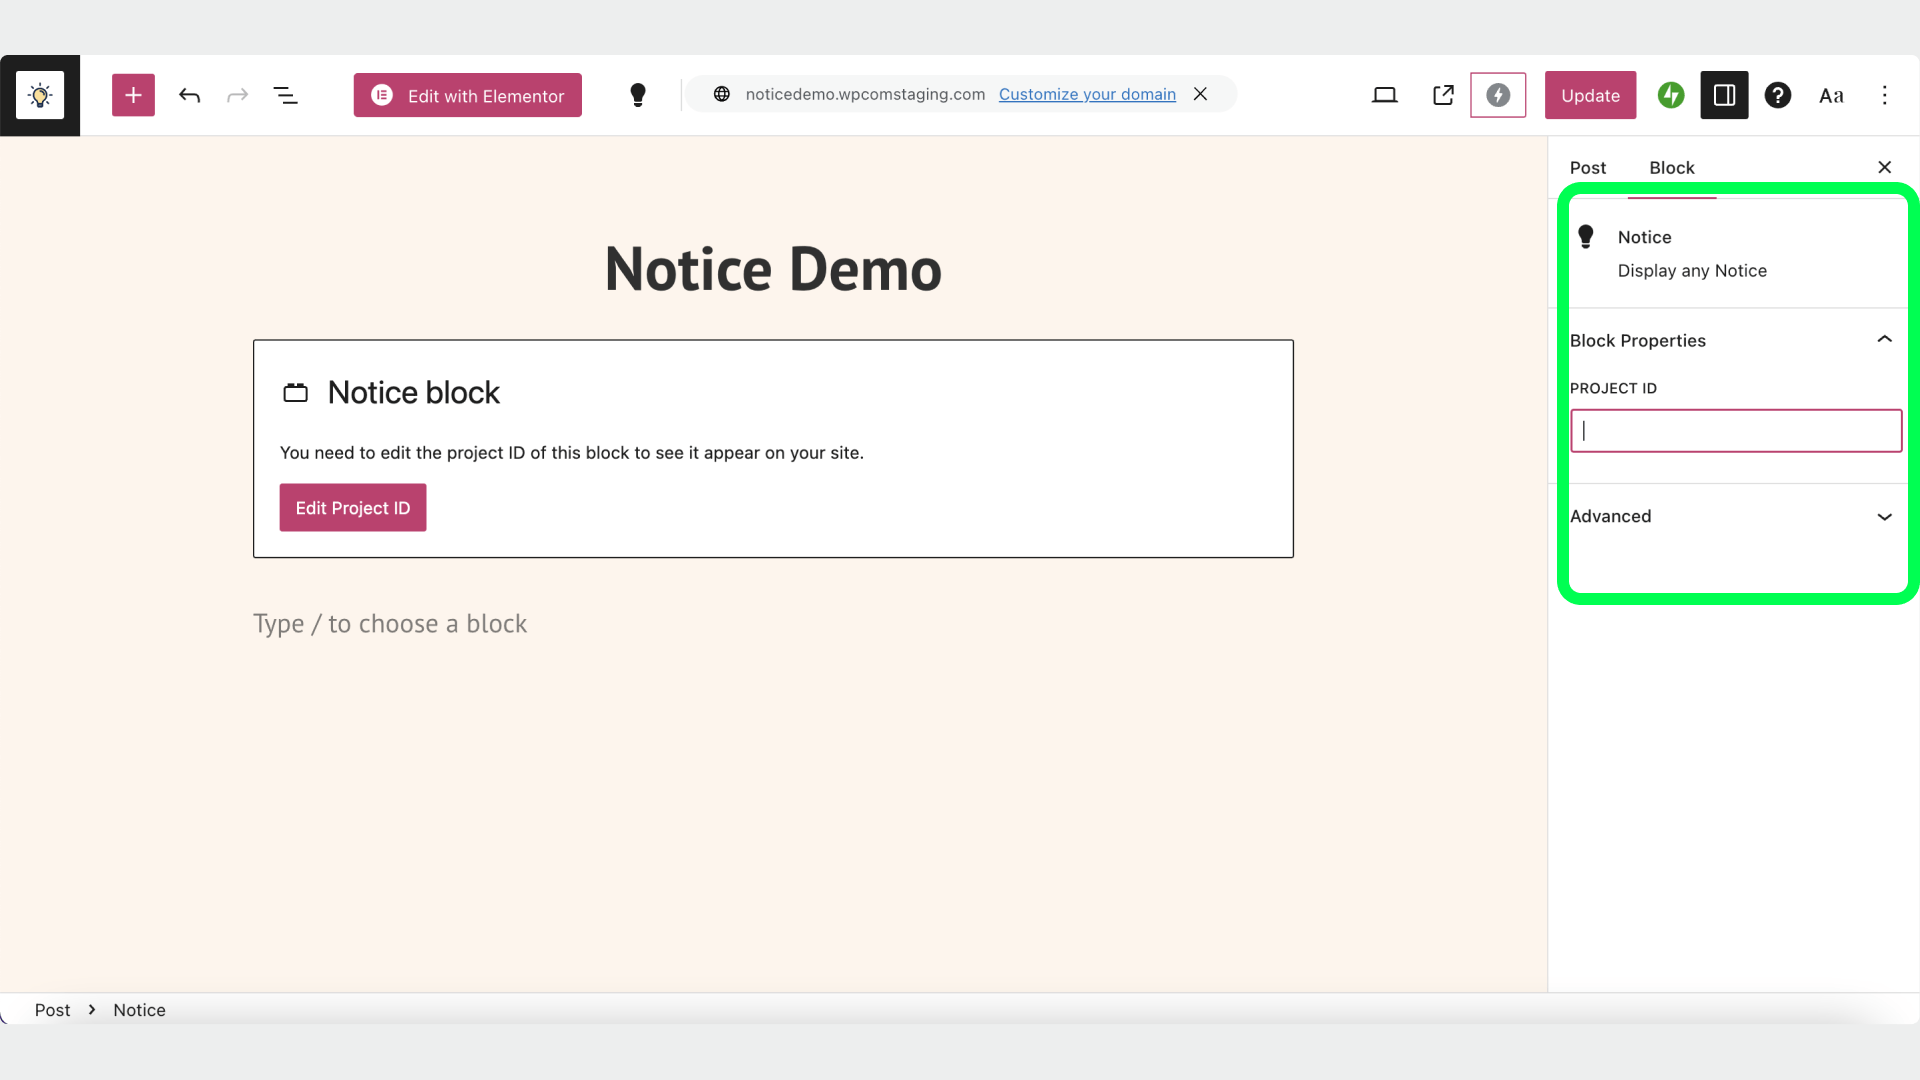 Edit with Elementor
noticedemo.wpcomstaging.com Customize your domain
Update
Aa
Post Block
Notice
Display any Notice
Block Properties
PROJECT ID
Advanced
Notice Demo
Notice block
You need to edit the project ID of this block to see it appear on your site.
Edit Project ID
Type / to choose a block
Post > Notice